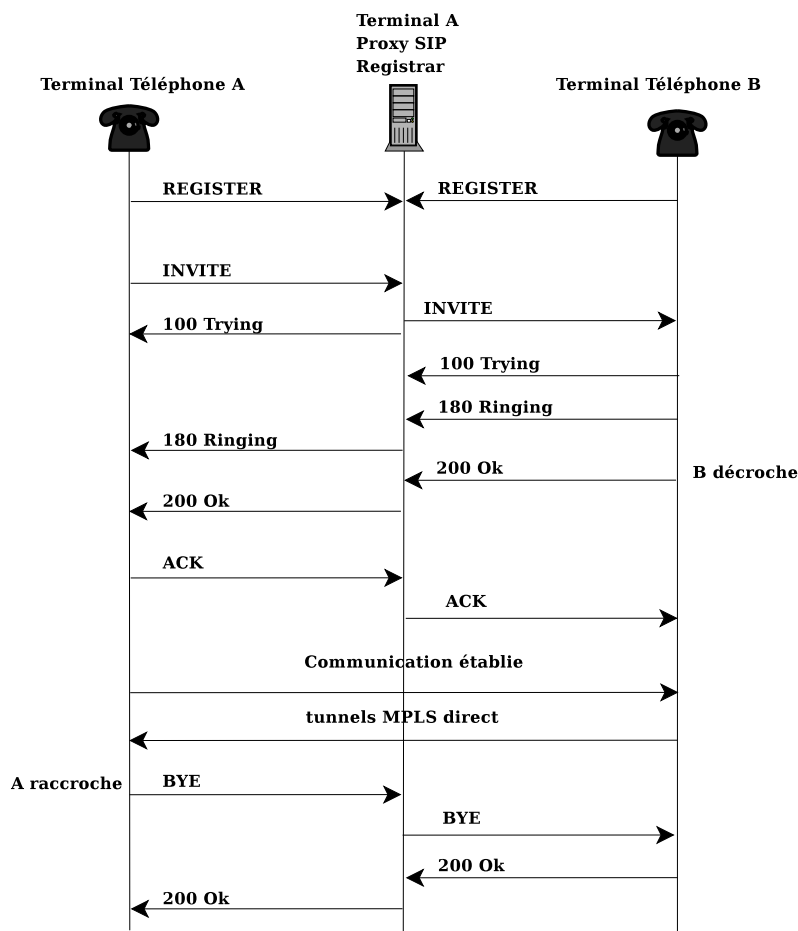 Terminal A
Proxy SIP
Registrar
Terminal Téléphone A
Terminal Téléphone B
REGISTER
REGISTER
INVITE
INVITE
100 Trying
100 Trying
180 Ringing
180 Ringing
200 Ok
B décroche
200 Ok
ACK
ACK
Communication établie
tunnels MPLS direct
A raccroche
BYE
BYE
200 Ok
200 Ok